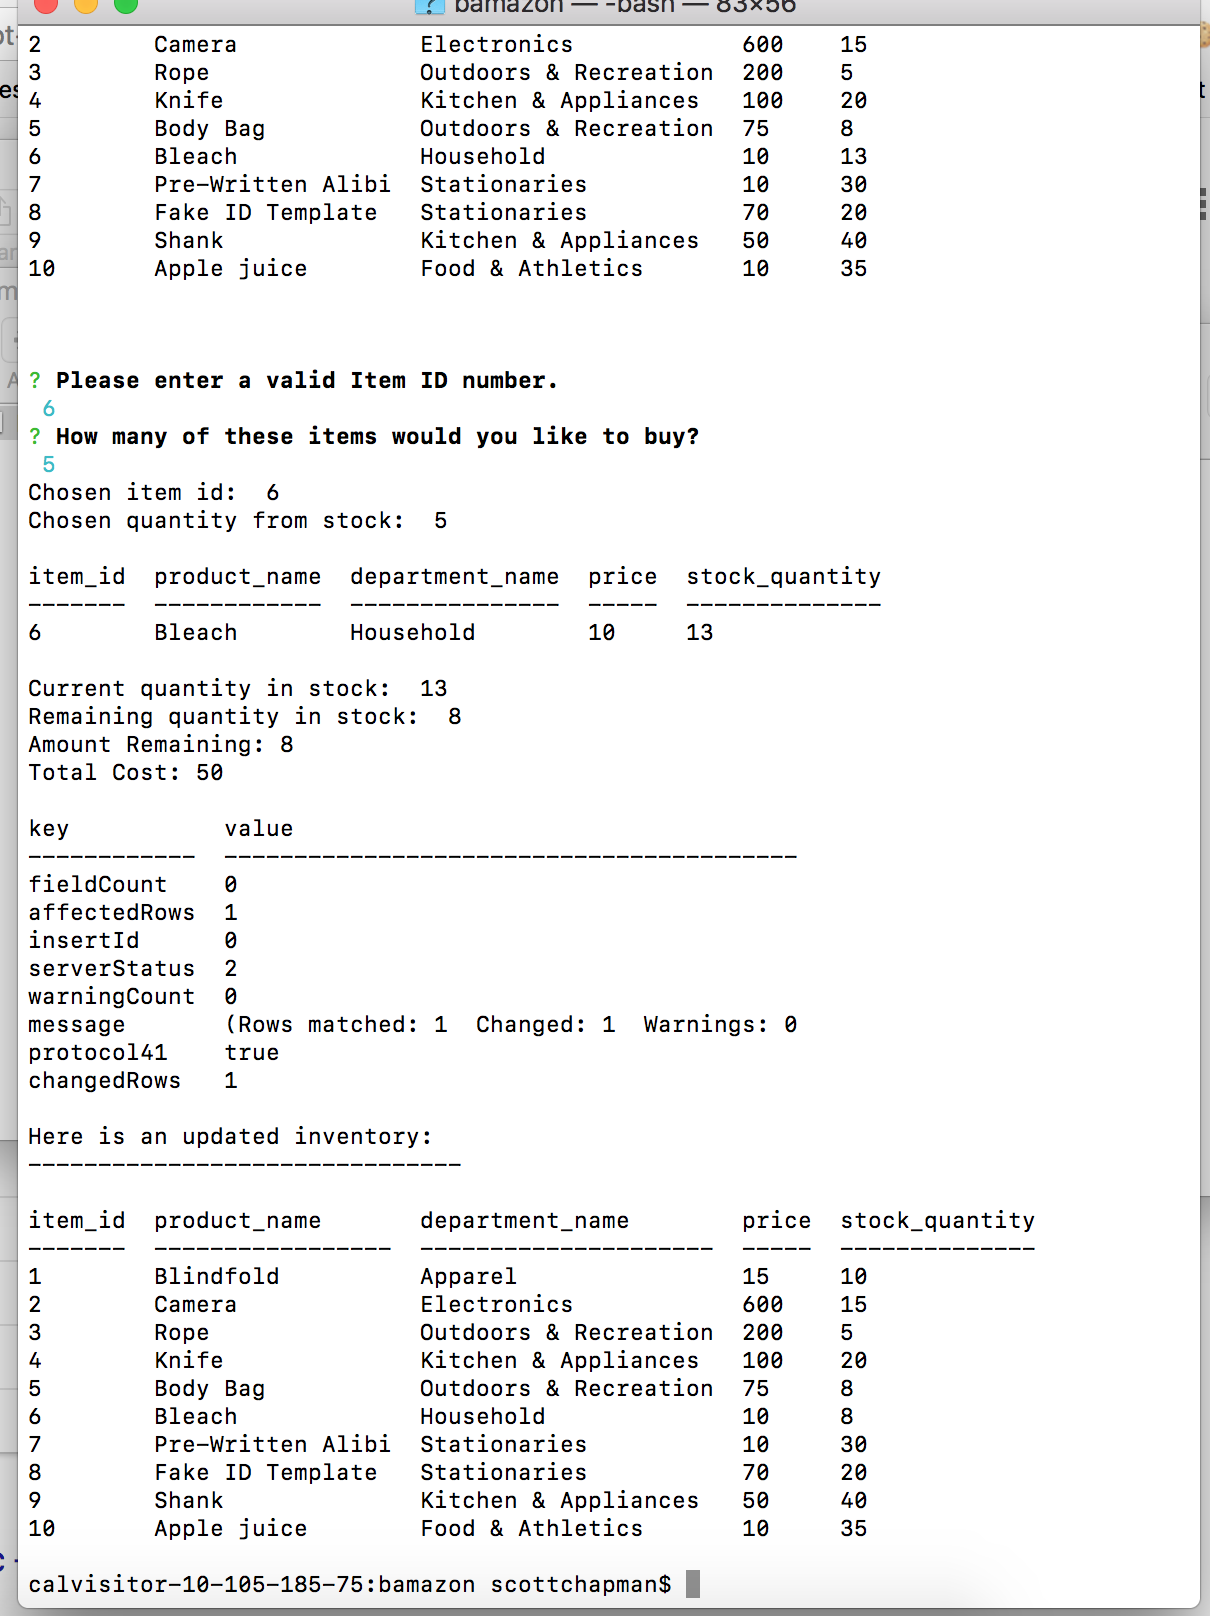 bamazon — -bash — 83×56
2 Camera Electronics 600 15
3 Rope Outdoors & Recreation 200 5
4 Knife Kitchen & Appliances 100 20
5 Body Bag Outdoors & Recreation 75 8
6 Bleach Household 10 13
7 Pre-Written Alibi Stationaries 10 30
8 Fake ID Template Stationaries 70 20
9 Shank Kitchen & Appliances 50 40
10 Apple juice Food & Athletics 10 35
? Please enter a valid Item ID number.
6
? How many of these items would you like to buy?
5
Chosen item id:  6
Chosen quantity from stock:  5
item_id product_name department_name price stock_quantity
------- ------------ --------------- ----- --------------
6 Bleach Household 10 13
Current quantity in stock:  13
Remaining quantity in stock:  8
Amount Remaining: 8
Total Cost: 50
key value
------------ -----------------------------------------
fieldCount 0
affectedRows 1
insertId 0
serverStatus 2
warningCount 0
message (Rows matched: 1  Changed: 1  Warnings: 0
protocol41 true
changedRows 1
Here is an updated inventory:
-------------------------------
item_id product_name department_name price stock_quantity
------- ----------------- --------------------- ----- --------------
1 Blindfold Apparel 15 10
2 Camera Electronics 600 15
3 Rope Outdoors & Recreation 200 5
4 Knife Kitchen & Appliances 100 20
5 Body Bag Outdoors & Recreation 75 8
6 Bleach Household 10 8
7 Pre-Written Alibi Stationaries 10 30
8 Fake ID Template Stationaries 70 20
9 Shank Kitchen & Appliances 50 40
10 Apple juice Food & Athletics 10 35
calvisitor-10-105-185-75:bamazon scottchapman$